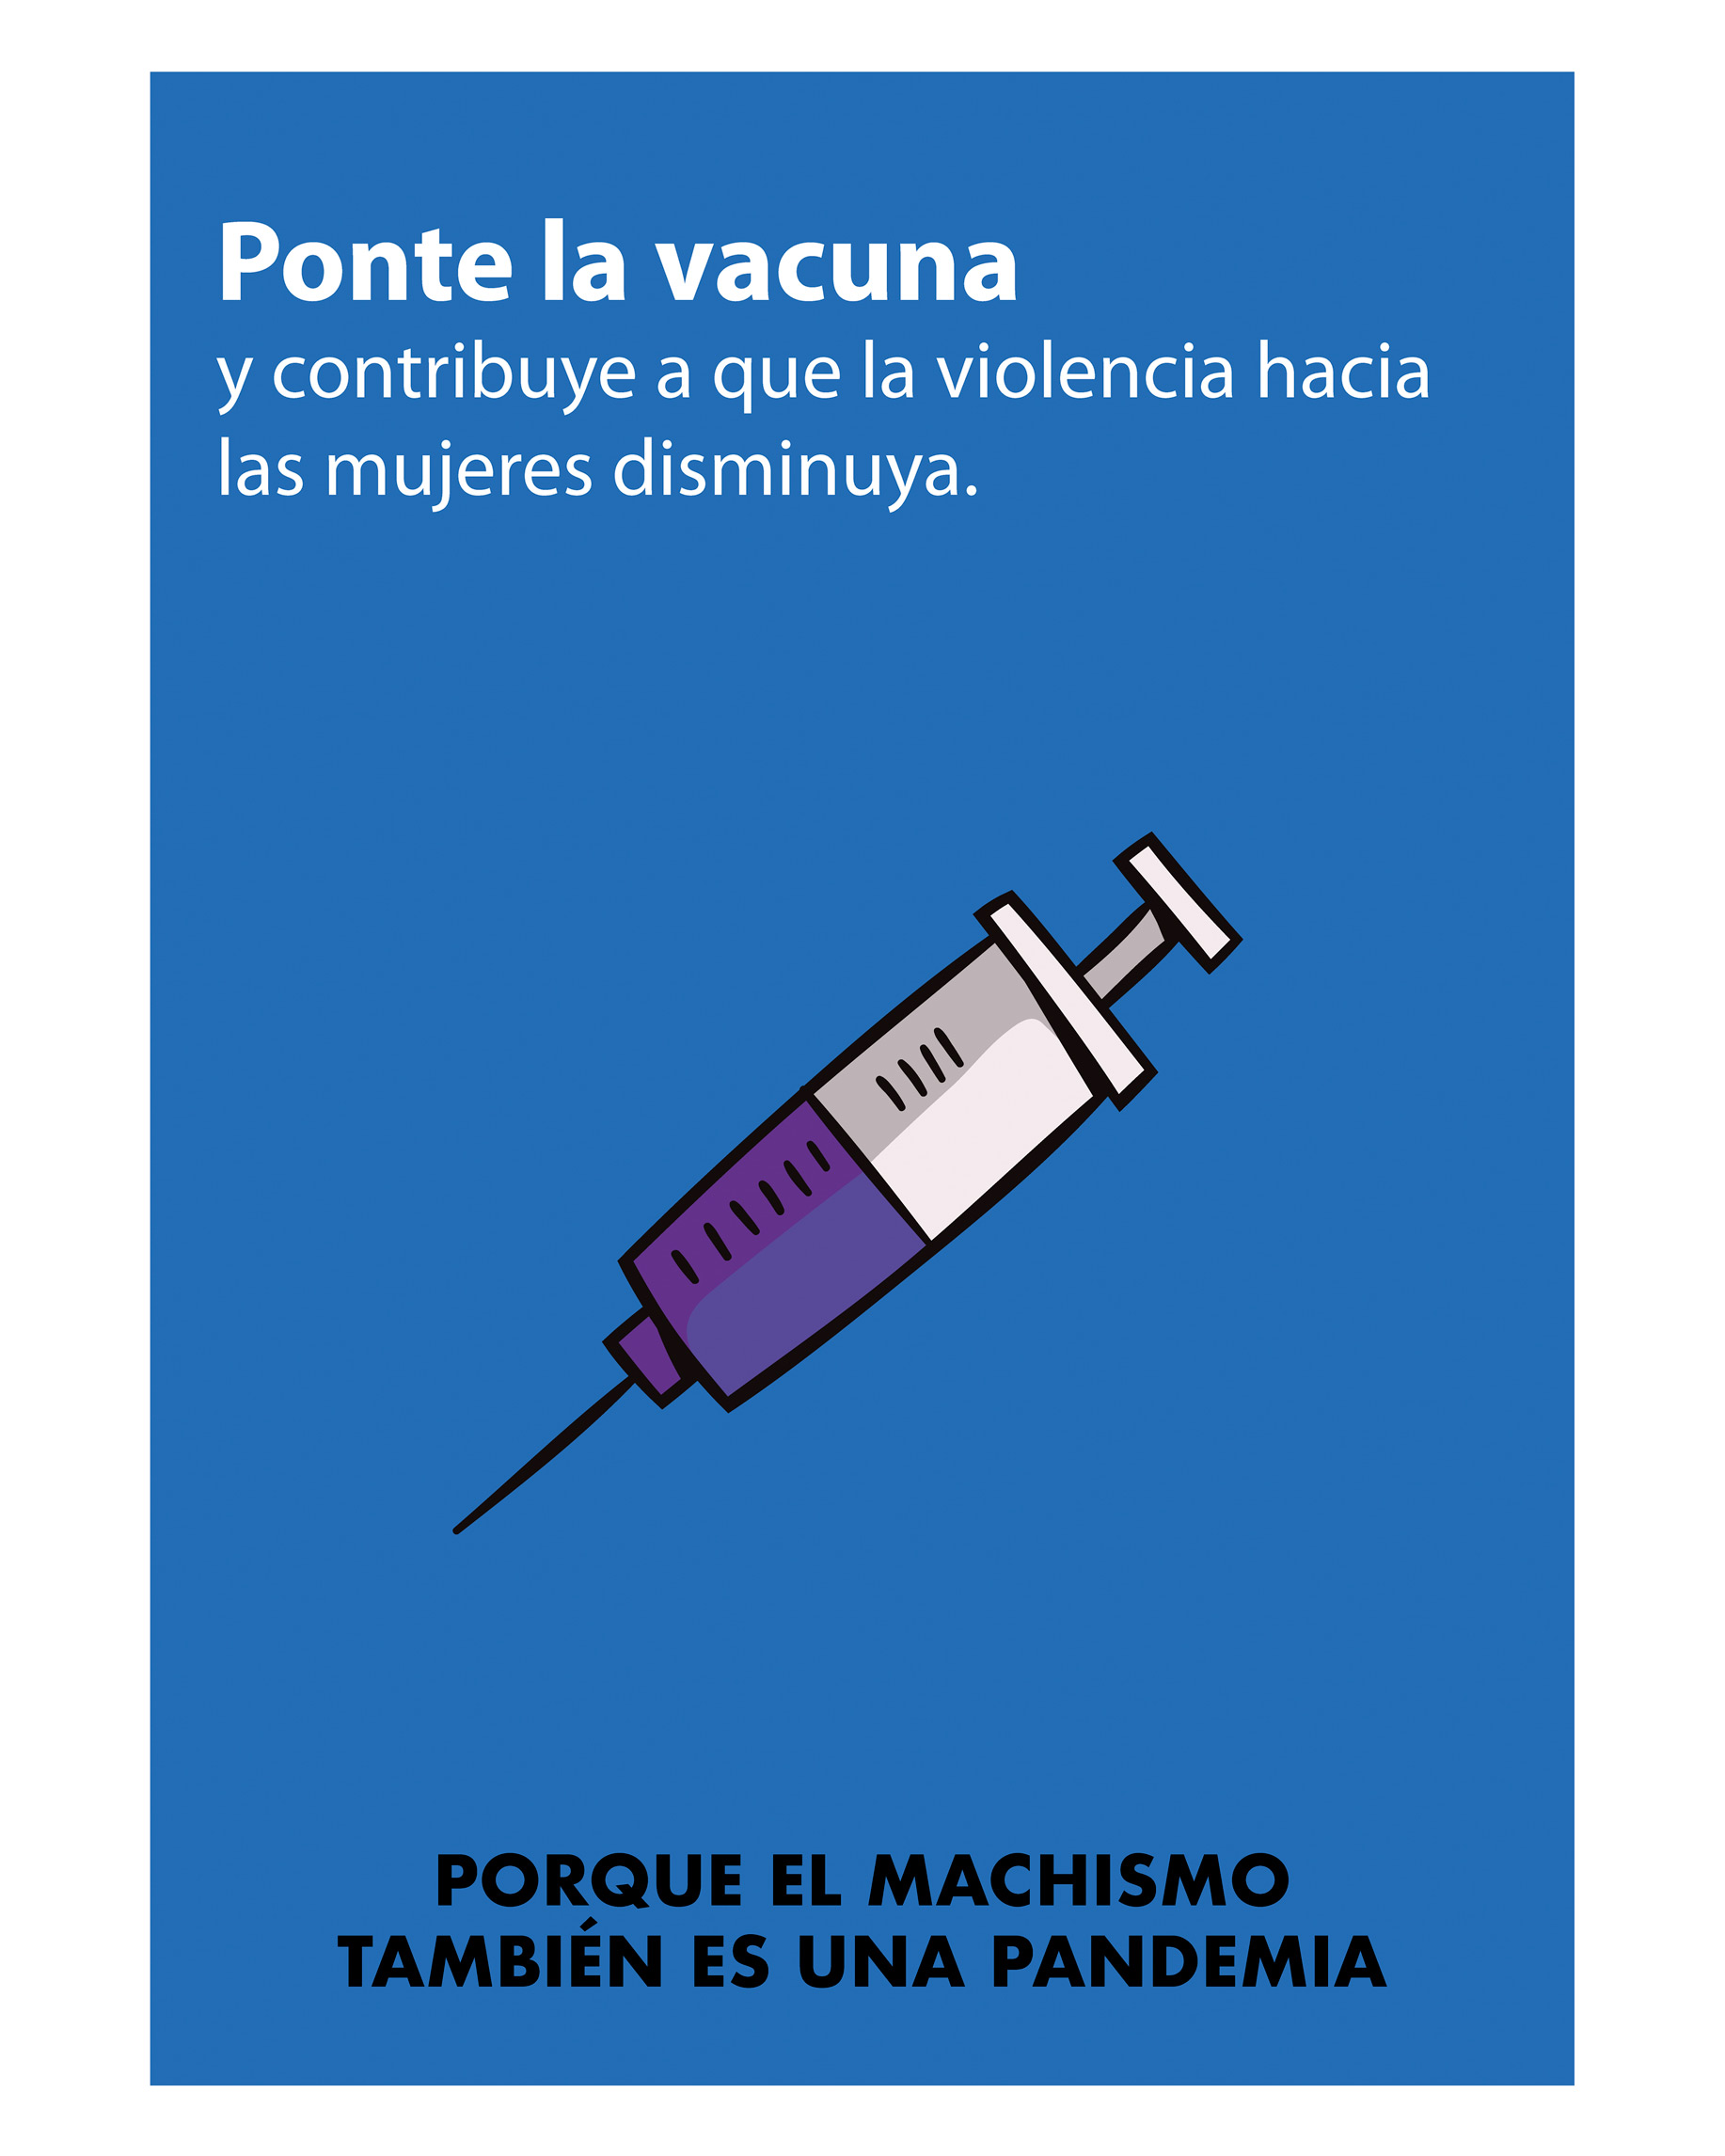 Ponte la vacuna
y contribuye a que la violencia hacia
las mujeres disminuya.
PORQUE EL MACHISMO
TAMBIÉN ES UNA PANDEMIA